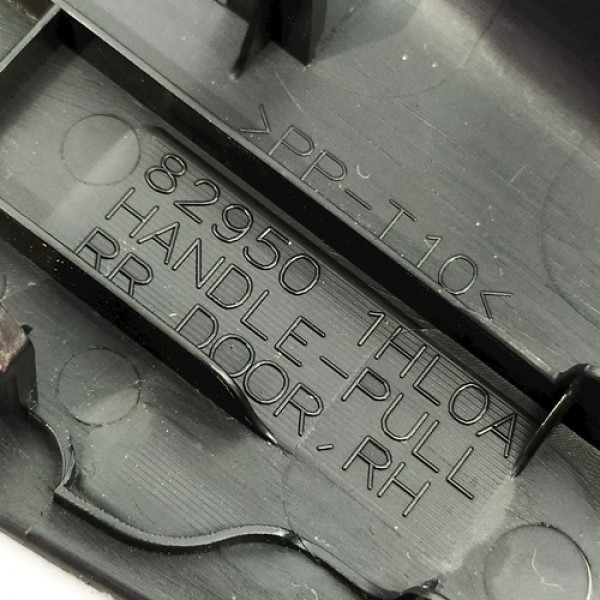 >PP-T10<
82950 1HL0A
HANDLE-PULL
RR DOOR,RH